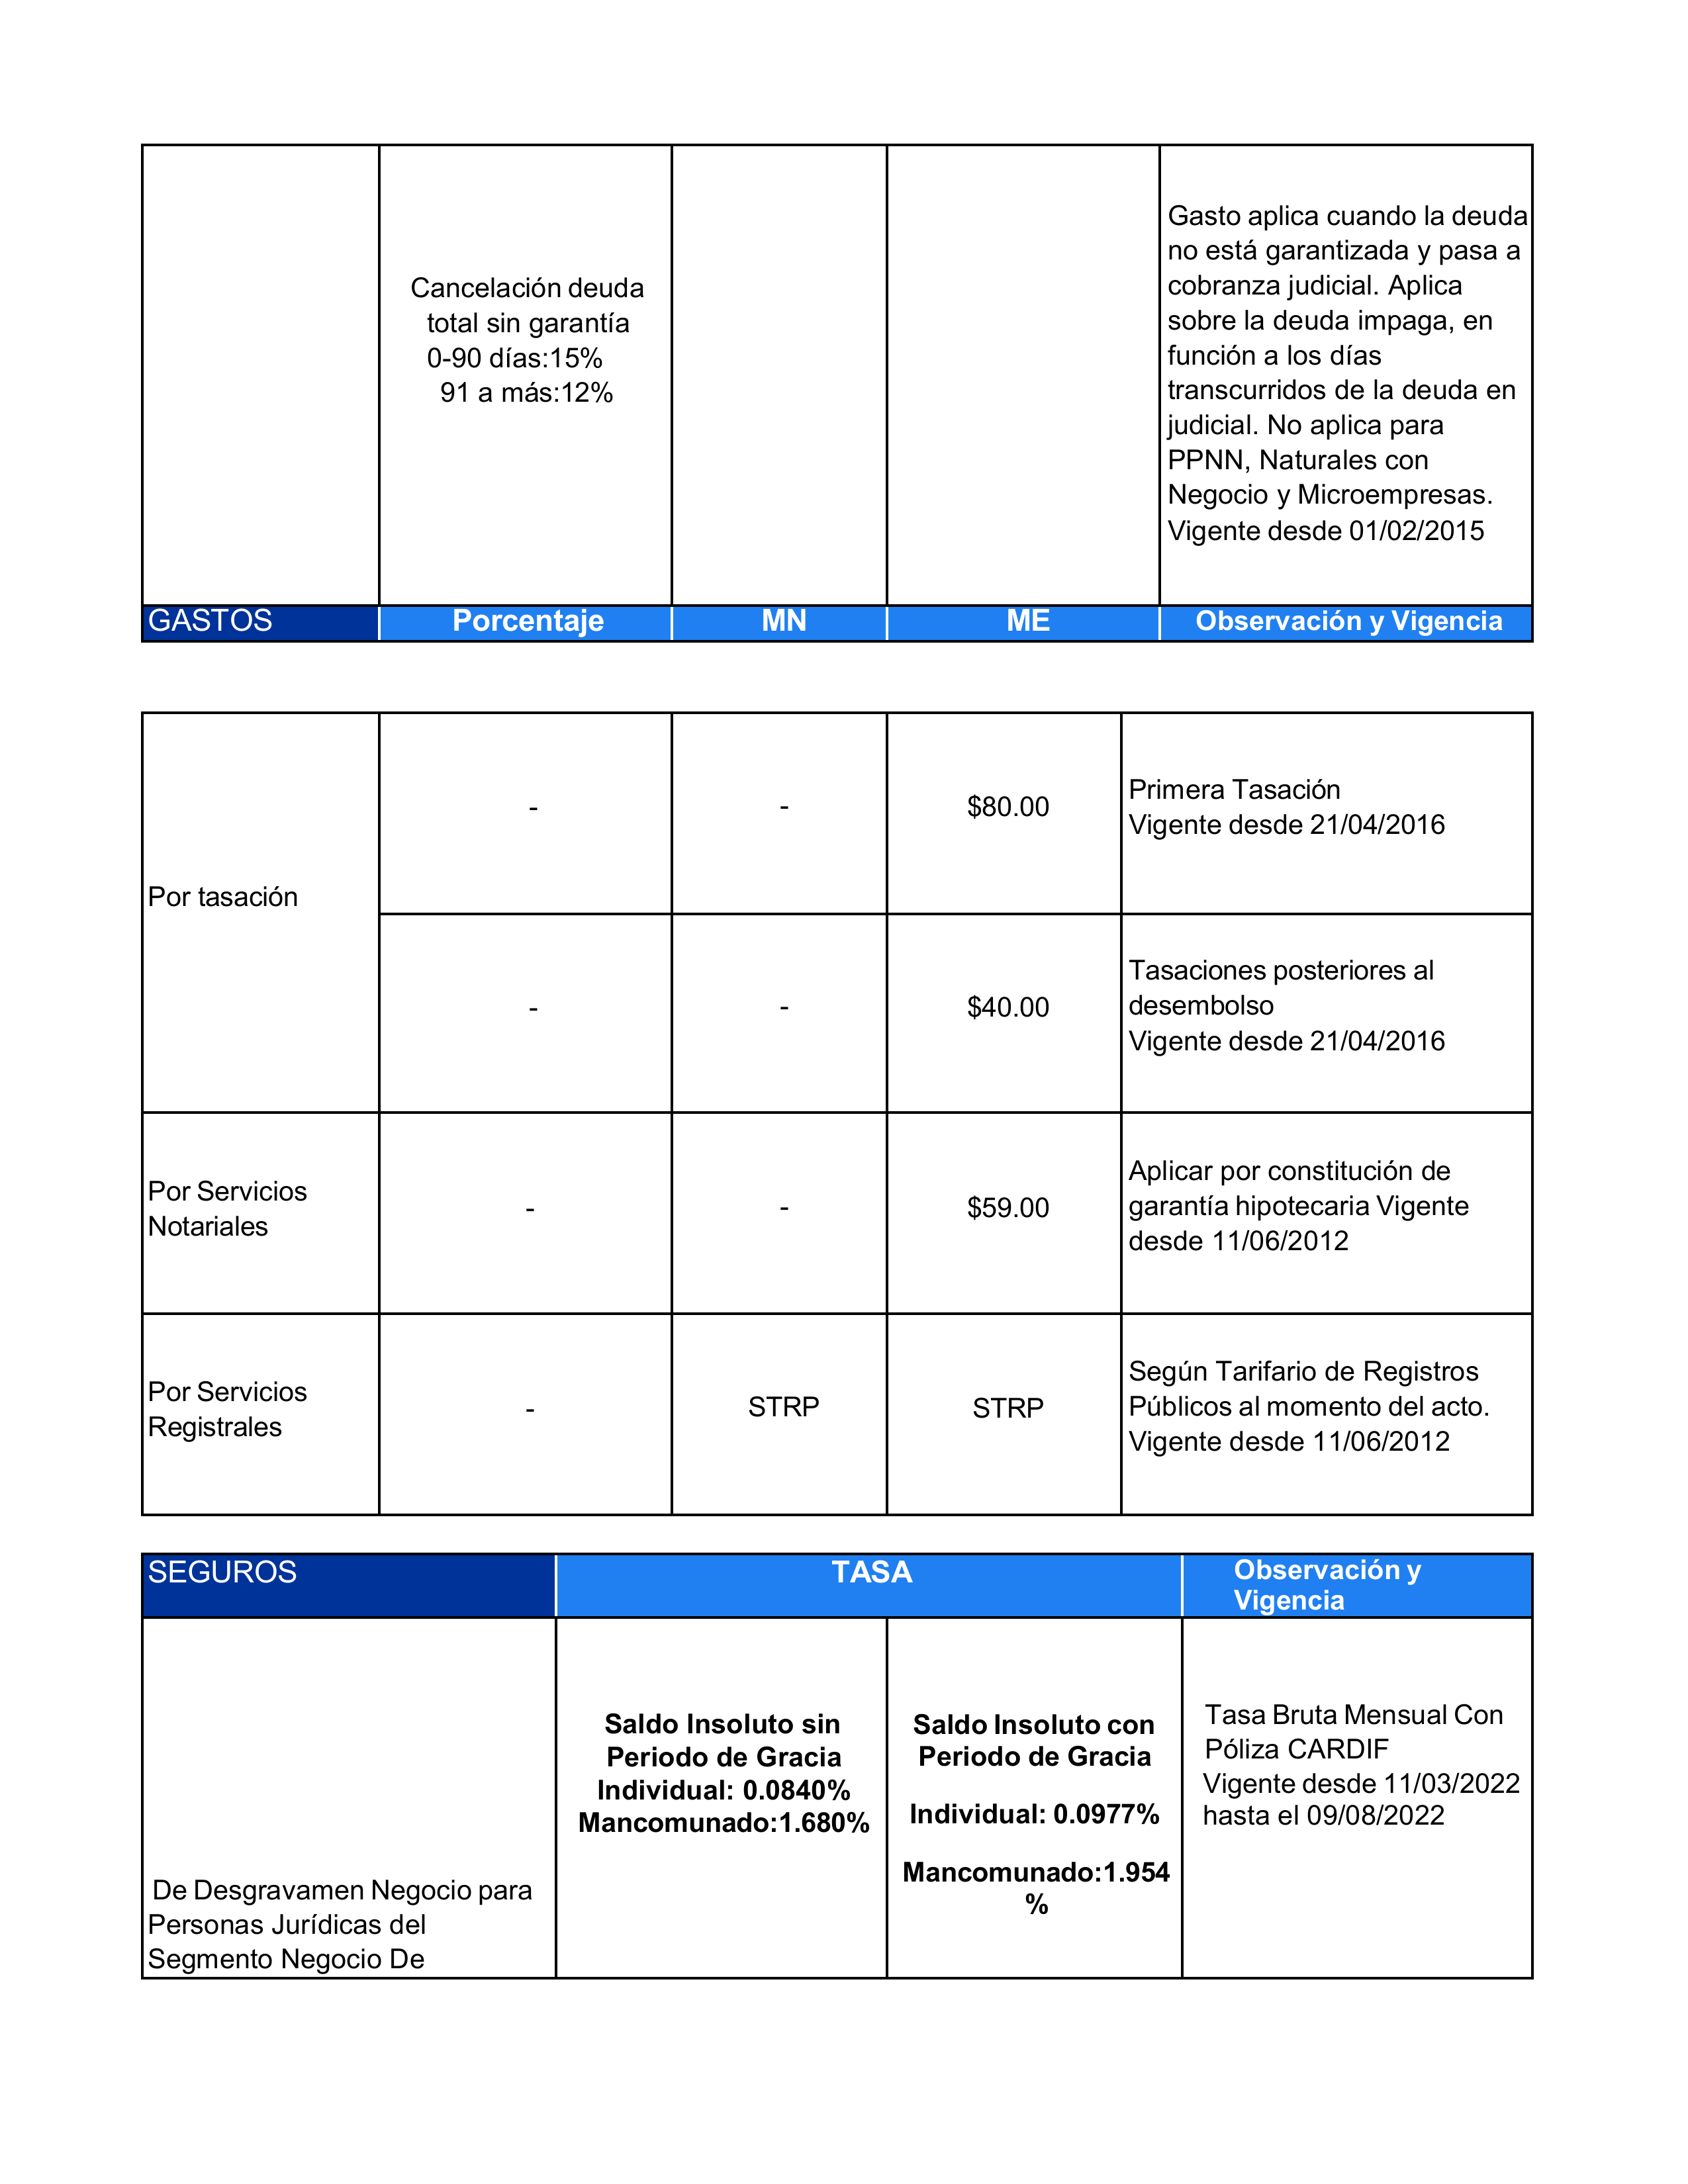 Cancelación deuda
total sin garantía
0-90 días:15%
91 a más:12%
Gasto aplica cuando la deuda
no está garantizada y pasa a
cobranza judicial. Aplica
sobre la deuda impaga, en
función a los días
transcurridos de la deuda en
judicial. No aplica para
PPNN, Naturales con
Negocio y Microempresas.
Vigente desde 01/02/2015
GASTOS Porcentaje MN ME Observación y Vigencia
Por tasación
- - $80.00
Primera Tasación
Vigente desde 21/04/2016
- - $40.00
Tasaciones posteriores al
desembolso
Vigente desde 21/04/2016
Por Servicios
Notariales
- - $59.00
Aplicar por constitución de
garantía hipotecaria Vigente
desde 11/06/2012
Por Servicios
Registrales
- STRP STRP
Según Tarifario de Registros
Públicos al momento del acto.
Vigente desde 11/06/2012
SEGUROS TASA Observación y
Vigencia
De Desgravamen Negocio para
Personas Jurídicas del
Segmento Negocio De
Saldo Insoluto sin
Periodo de Gracia
Individual: 0.0840%
Mancomunado:1.680%
Saldo Insoluto con
Periodo de Gracia
Individual: 0.0977%
Mancomunado:1.954
%
Tasa Bruta Mensual Con
Póliza CARDIF
Vigente desde 11/03/2022
hasta el 09/08/2022